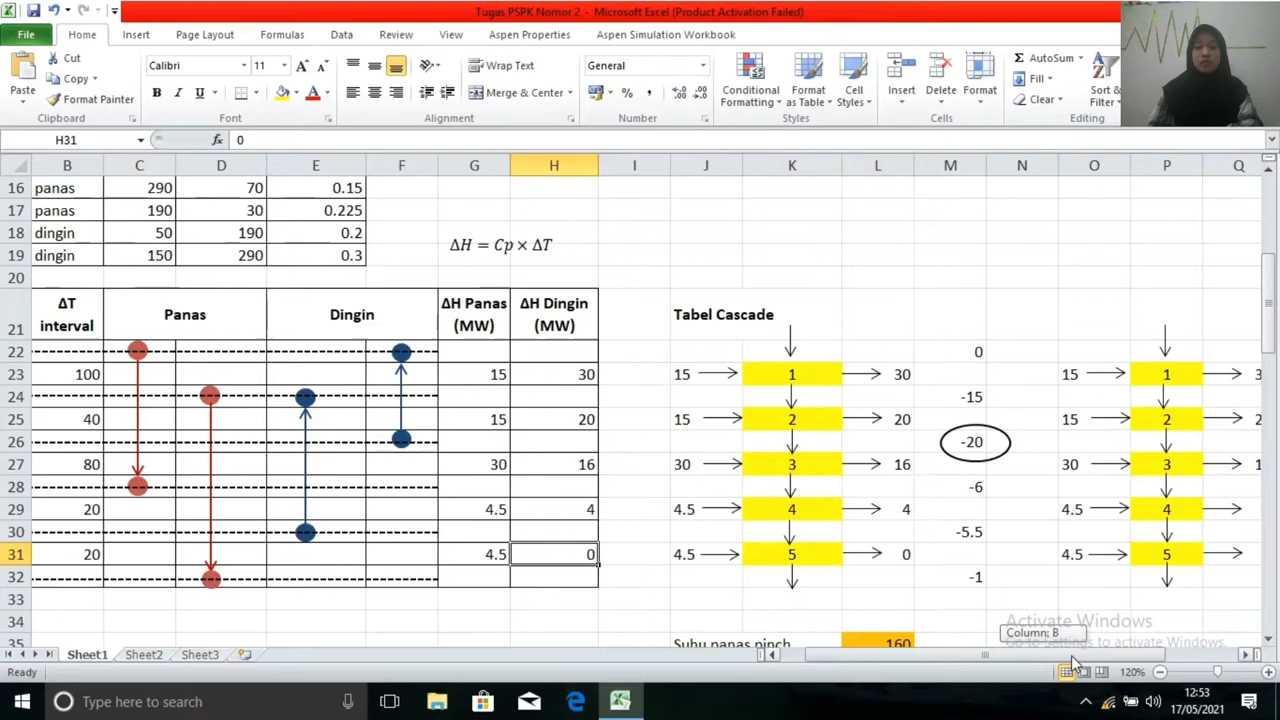 Tugas PSPK Nomor 2 - Microsoft Excel (Product Activation Failed)
File Home Insert Page Layout Formulas Data Review View Aspen Properties Aspen Simulation Workbook
Cut
Copy
Format Painter
Paste
Clipboard
Calibri 11
B I U
Font
Wrap Text
Merge & Center
Alignment
General
%
Number
Conditional Formatting
Format as Table
Cell Styles
Styles
Insert Delete Format
Cells
Σ AutoSum
Fill
Clear
Sort & Filter
Editing
H31 fx 0
B C D E F G H I J K L M N O P Q
16 panas 290 70 0.15
17 panas 190 30 0.225
18 dingin 50 190 0.2
19 dingin 150 290 0.3
ΔH = Cp × ΔT
20
21 ΔT interval Panas Dingin ΔH Panas (MW) ΔH Dingin (MW) Tabel Cascade
22 0
23 100 15 30 15 1 30 15 1 3
24 -15
25 40 15 20 15 2 20 15 2 2
26 -20
27 80 30 16 30 3 16 30 3 1
28 -6
29 20 4.5 4 4.5 4 4 4.5 4
30 -5.5
31 20 4.5 0 4.5 5 0 4.5 5
32 -1
33
34
35 Suhu panas pinch 160
Activate Windows
Go to Settings to activate Windows.
Column: B
Sheet1 Sheet2 Sheet3
Ready 120%
Type here to search
12:53
17/05/2021